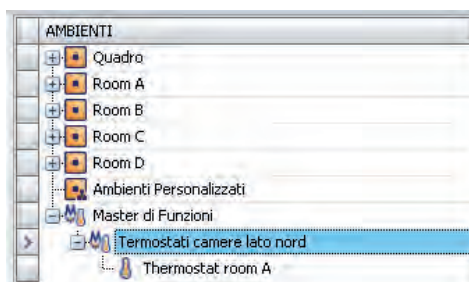 AMBIENTI
Quadro
Room A
Room B
Room C
Room D
Ambienti Personalizzati
Master di Funzioni
Termostati camere lato nord
Thermostat room A